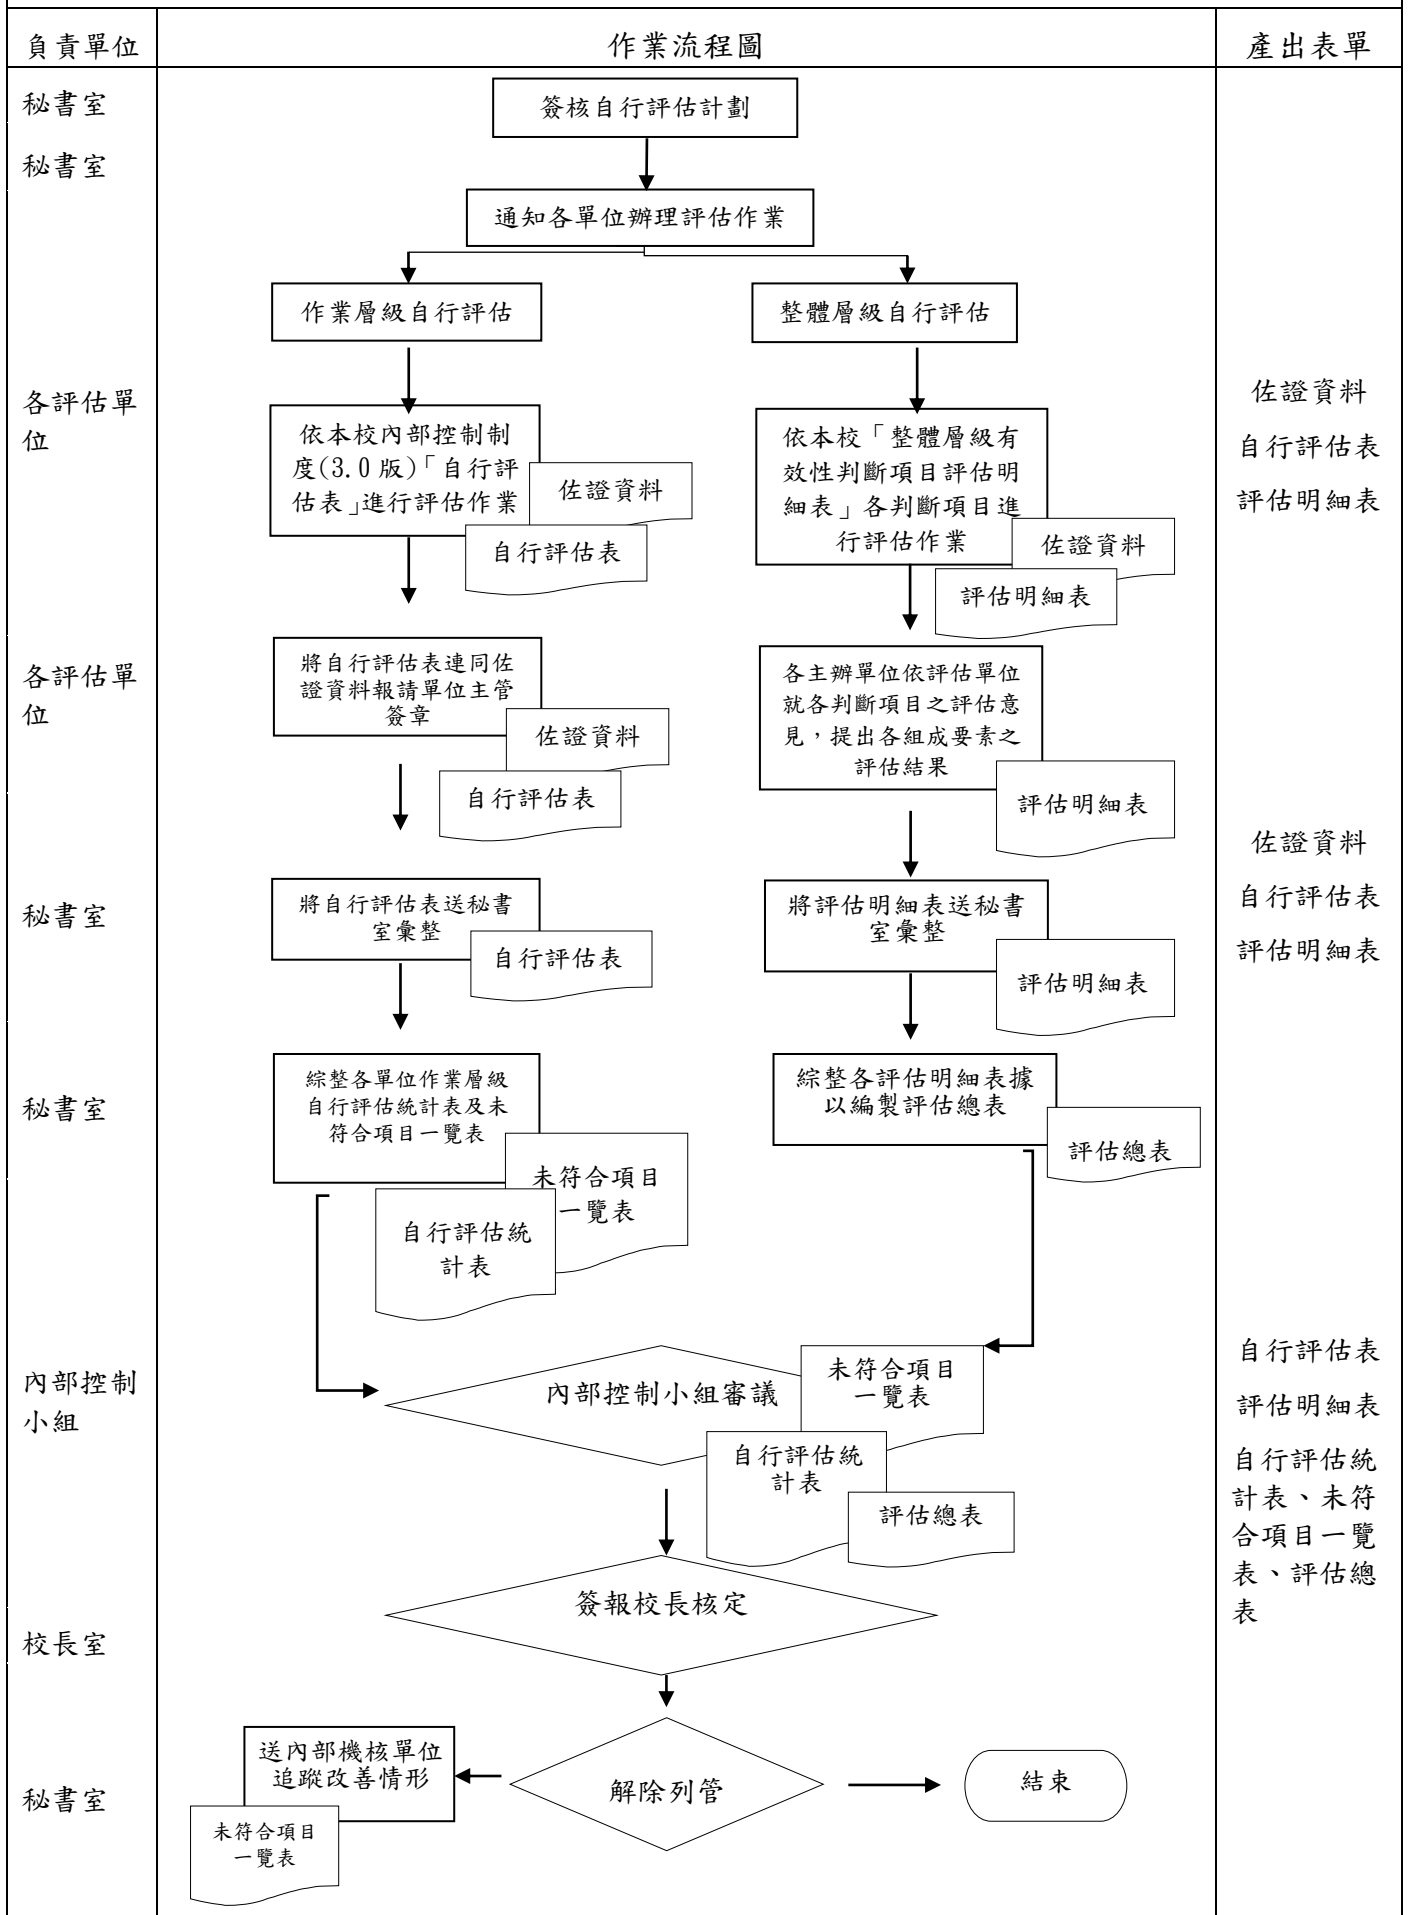 負責單位
作業流程圖
產出表單
秘書室
簽核自行評估計劃
秘書室
通知各單位辦理評估作業
作業層級自行評估
整體層級自行評估
各評估單
位
依本校內部控制制
度(3.0 版)「自行評
估表」進行評估作業
佐證資料
自行評估表
依本校「整體層級有
效性判斷項目評估明
細表」各判斷項目進
行評估作業
佐證資料
評估明細表
佐證資料
自行評估表
評估明細表
各評估單
位
將自行評估表連同佐
證資料報請單位主管
簽章
佐證資料
自行評估表
各主辦單位依評估單位
就各判斷項目之評估意
見，提出各組成要素之
評估結果
評估明細表
佐證資料
自行評估表
評估明細表
秘書室
將自行評估表送秘書
室彙整
自行評估表
將評估明細表送秘書
室彙整
評估明細表
秘書室
綜整各單位作業層級
自行評估統計表及未
符合項目一覽表
未符合項目
一覽表
自行評估統
計表
綜整各評估明細表據
以編製評估總表
評估總表
內部控制
小組
內部控制小組審議
未符合項目
一覽表
自行評估統
計表
評估總表
自行評估表
評估明細表
自行評估統
計表、未符
合項目一覽
表、評估總
表
校長室
簽報校長核定
秘書室
送內部機核單位
追蹤改善情形
未符合項目
一覽表
解除列管
結束